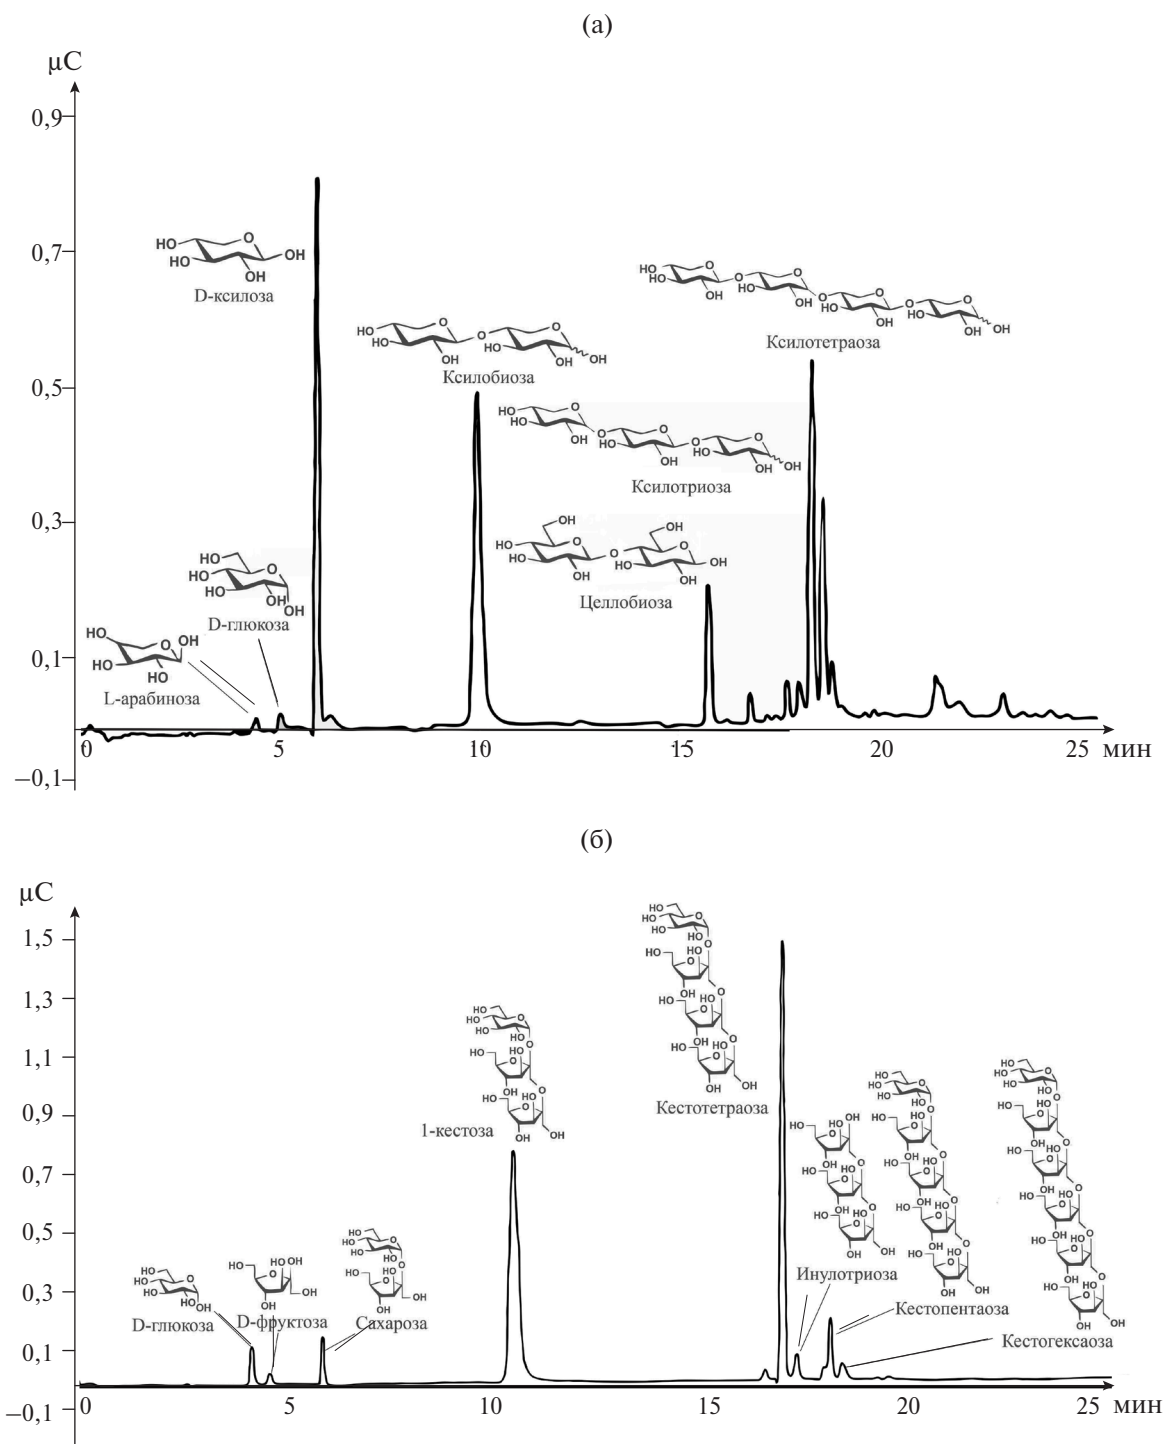 (а)
μC
0,9
0,7
0,5
0,3
0,1
–0,1
0
5
10
15
20
25
мин
D-ксилоза
Ксилобиоза
Ксилотетраоза
Ксилотриоза
Целлобиоза
D-глюкоза
L-арабиноза
(б)
μC
1,5
1,3
1,1
0,9
0,7
0,5
0,3
0,1
–0,1
0
5
10
15
20
25
мин
Кестотетраоза
1-кестоза
Инулотриоза
Кестопентаоза
Кестогексаоза
D-глюкоза
D-фруктоза
Сахароза